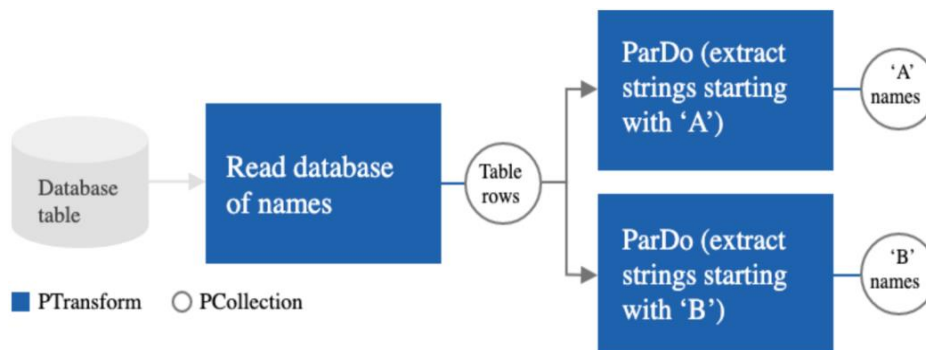 Database
table
Read database
of names
Table
rows
ParDo (extract
strings starting
with ‘A’)
‘A’
names
ParDo (extract
strings starting
with ‘B’)
‘B’
names
PTransform
PCollection